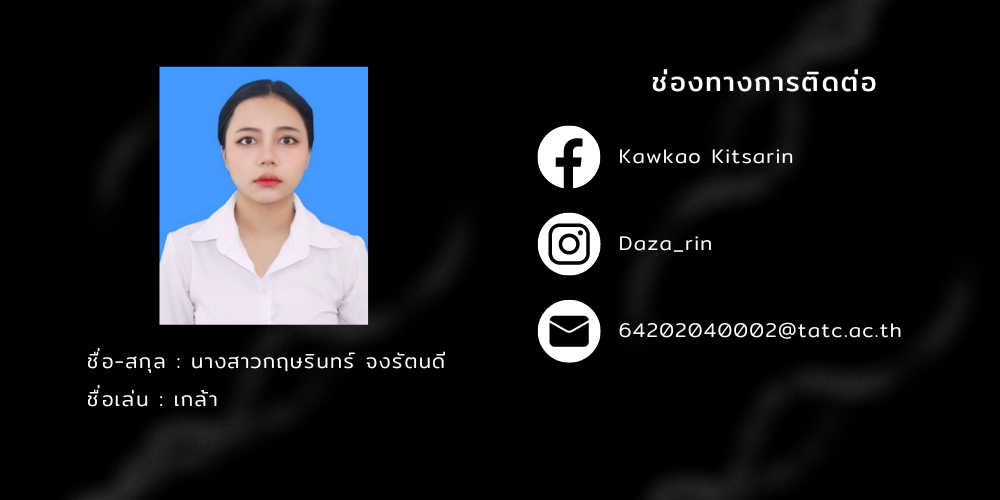 ชื่อ-สกุล : นางสาวกฤษรินทร์ จงรัตนดี
ชื่อเล่น : เกล้า
ช่องทางการติดต่อ
Kawkao Kitsarin
Daza_rin
64202040002@tatc.ac.th